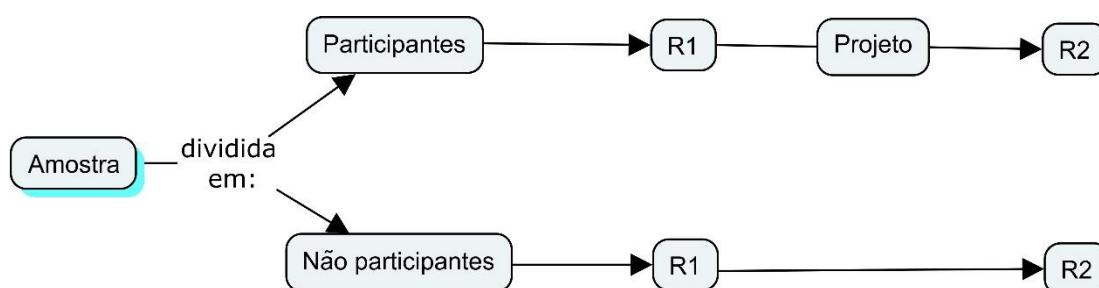 Participantes
R1
Projeto
R2
Amostra
dividida
em:
Não participantes
R1
R2